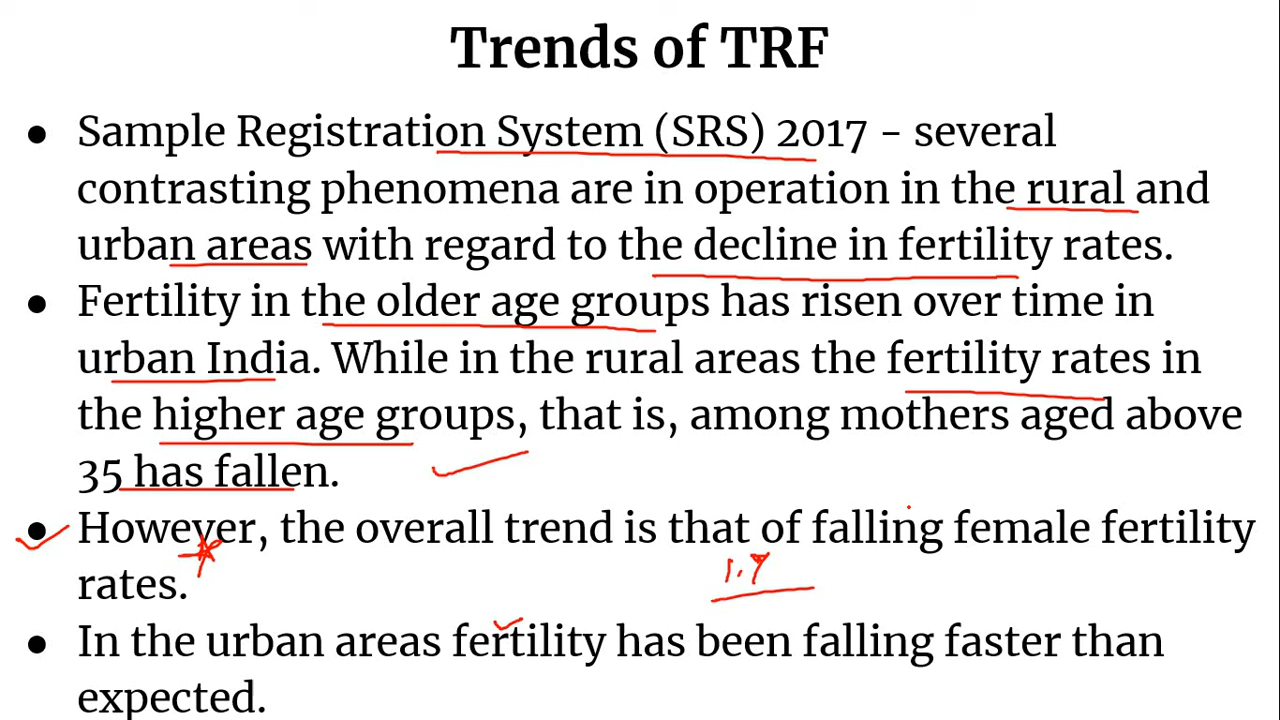 Trends of TRF
● Sample Registration System (SRS) 2017 - several
contrasting phenomena are in operation in the rural and
urban areas with regard to the decline in fertility rates.
● Fertility in the older age groups has risen over time in
urban India. While in the rural areas the fertility rates in
the higher age groups, that is, among mothers aged above
35 has fallen.
● However, the overall trend is that of falling female fertility
rates.
● In the urban areas fertility has been falling faster than
expected.